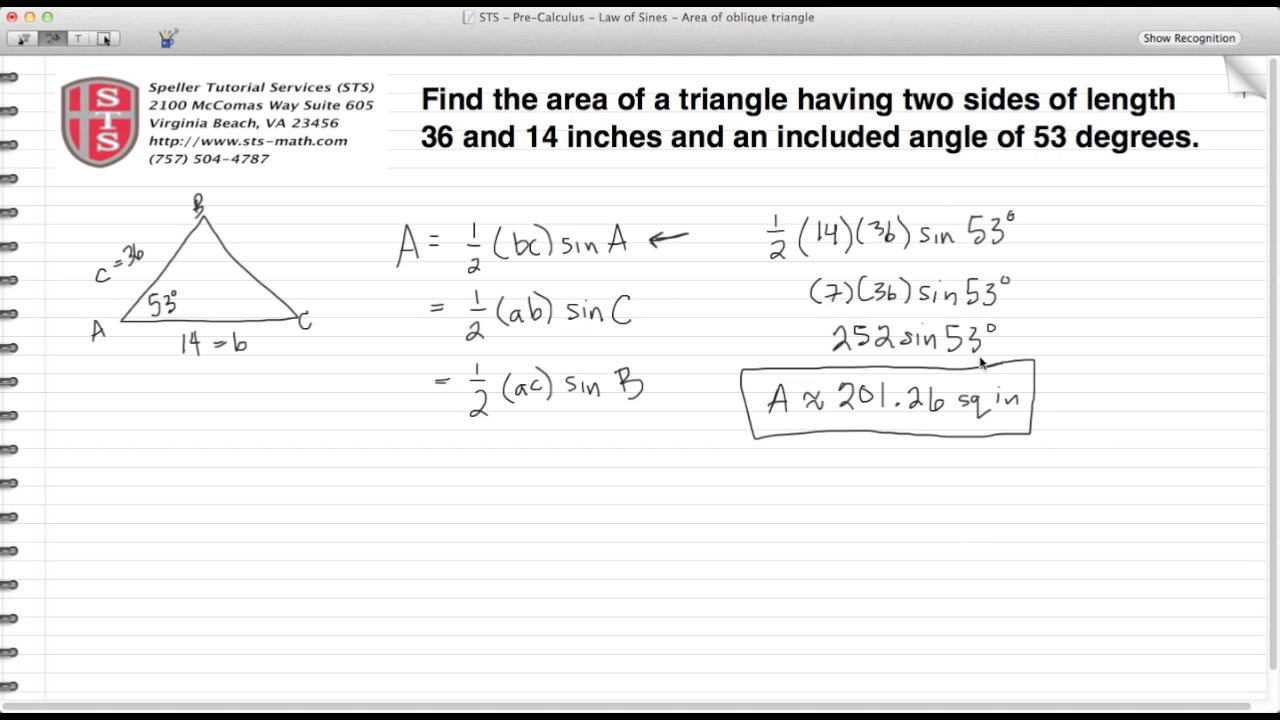 STS – Pre-Calculus – Law of Sines – Area of oblique triangle
T
Show Recognition
STS
Speller Tutorial Services (STS)
2100 McComas Way Suite 605
Virginia Beach, VA 23456
http://www.sts-math.com
(757) 504-4787
Find the area of a triangle having two sides of length
36 and 14 inches and an included angle of 53 degrees.
B
c = 36
53°
A
C
14 = b
A = 1/2 (bc) sin A ←
= 1/2 (ab) sin C
= 1/2 (ac) sin B
1/2 (14)(36) sin 53°
(7)(36) sin 53°
252 sin 53°
A ≈ 201.26 sq in